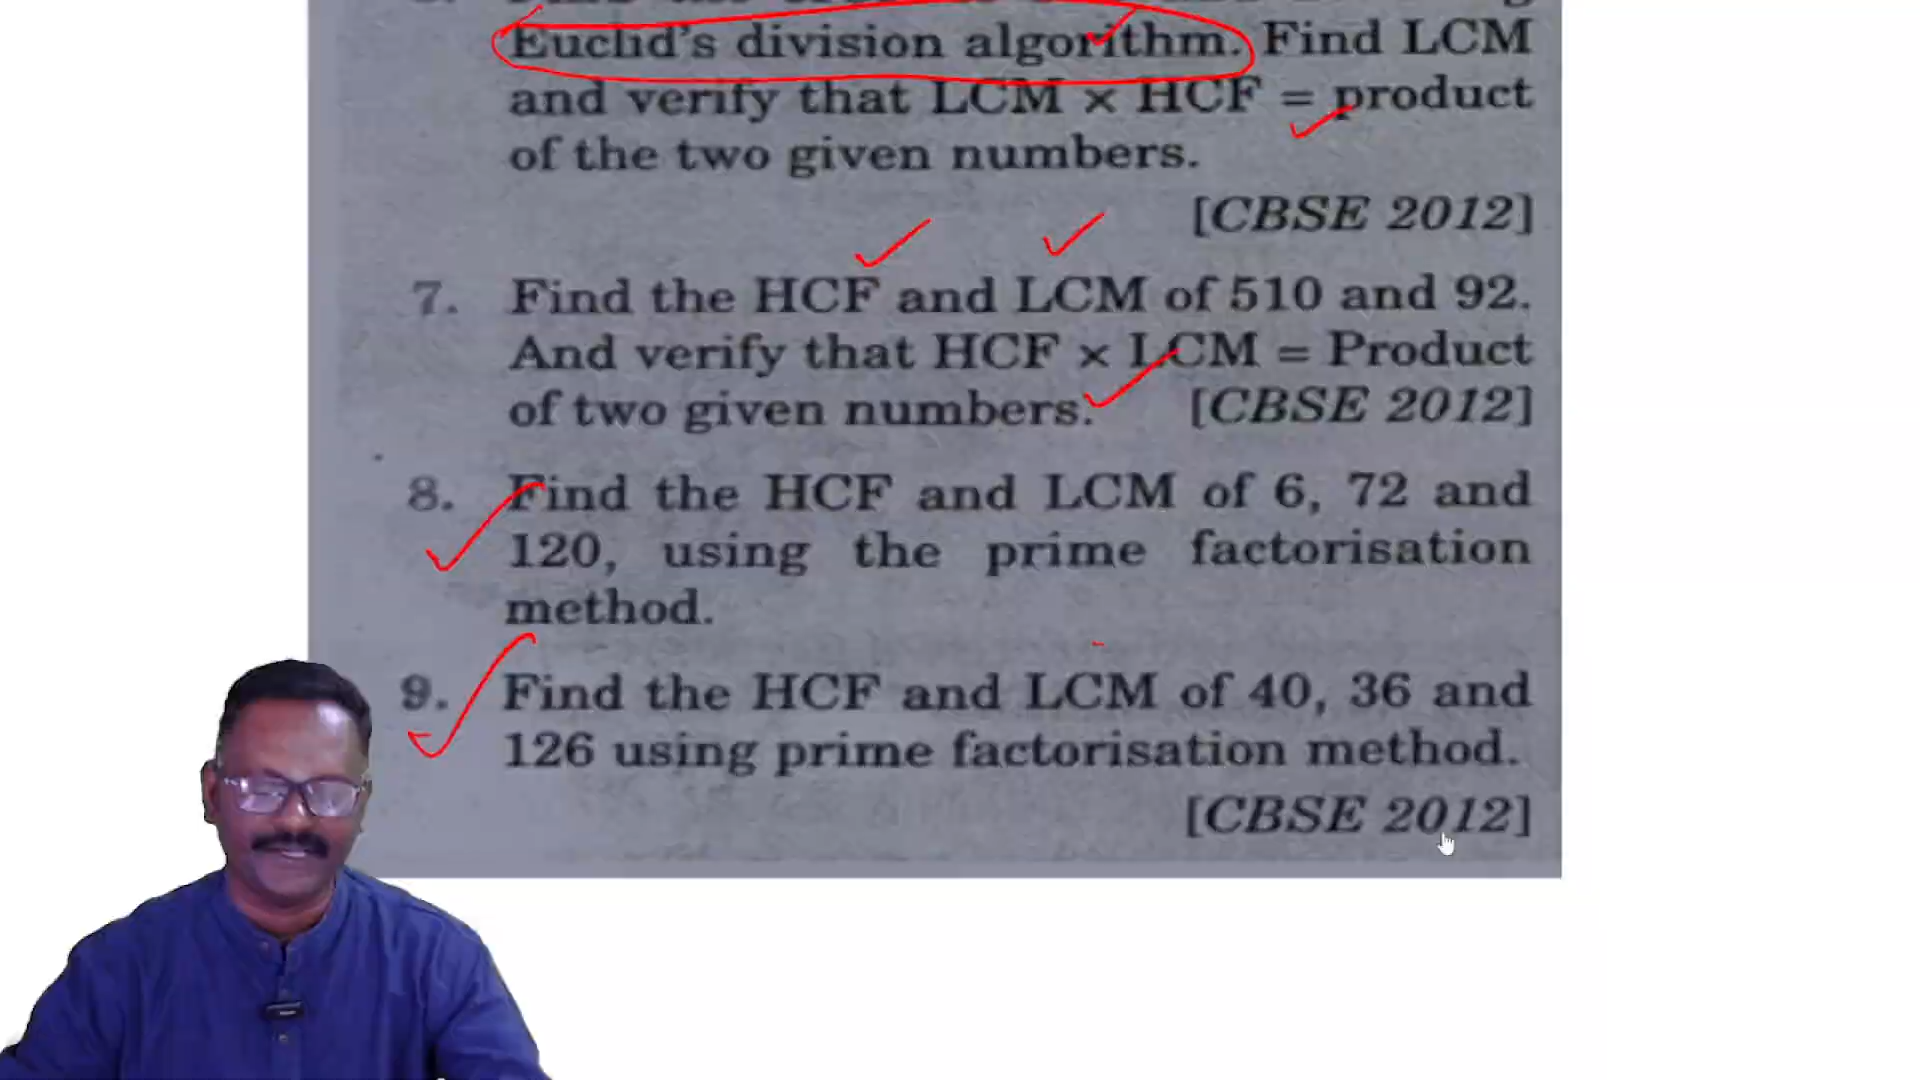 Euclid's division algorithm. Find LCM
and verify that LCM × HCF = product
of the two given numbers.
[CBSE 2012]
7. Find the HCF and LCM of 510 and 92.
And verify that HCF × LCM = Product
of two given numbers. [CBSE 2012]
8. Find the HCF and LCM of 6, 72 and
120, using the prime factorisation
method.
9. Find the HCF and LCM of 40, 36 and
126 using prime factorisation method.
[CBSE 2012]